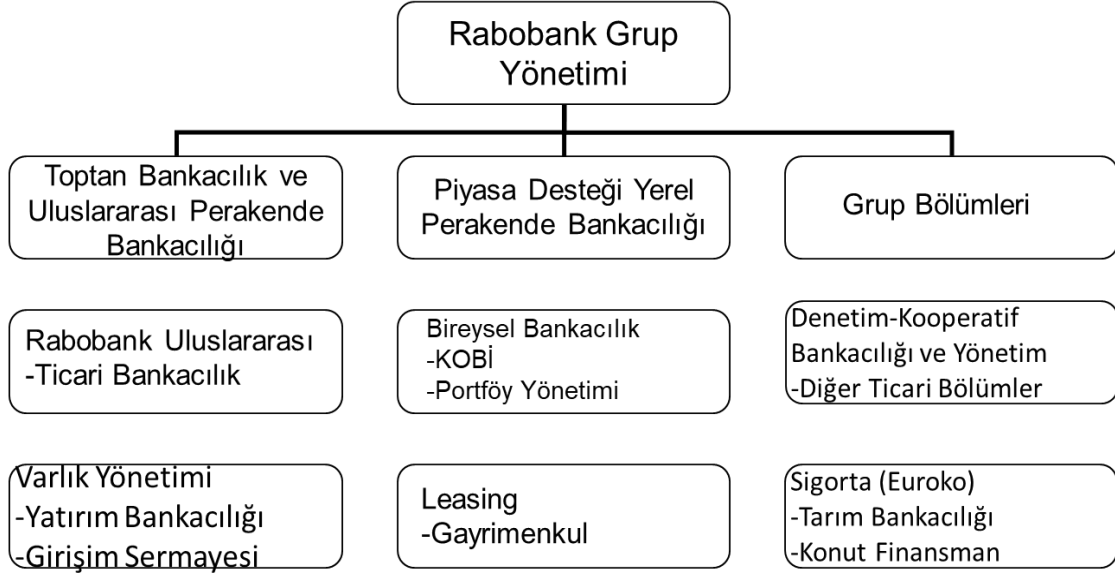 Rabobank Grup
Yönetimi
Toptan Bankacılık ve
Uluslararası Perakende
Bankacılığı
Piyasa Desteği Yerel
Perakende Bankacılığı
Grup Bölümleri
Rabobank Uluslararası
-Ticari Bankacılık
Bireysel Bankacılık
-KOBİ
-Portföy Yönetimi
Denetim-Kooperatif
Bankacılığı ve Yönetim
-Diğer Ticari Bölümler
Varlık Yönetimi
-Yatırım Bankacılığı
-Girişim Sermayesi
Leasing
-Gayrimenkul
Sigorta (Euroko)
-Tarım Bankacılığı
-Konut Finansman